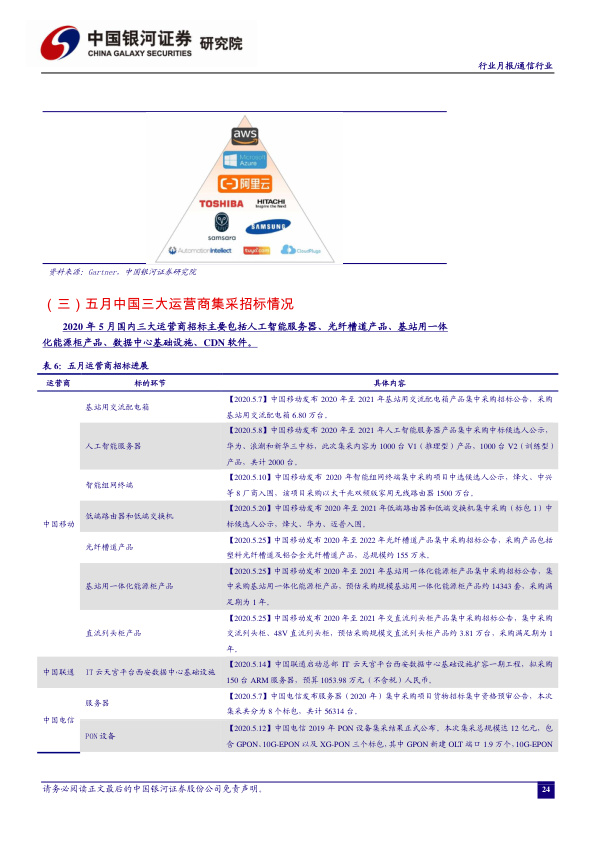 中国银河证券 研究院
CHINA GALAXY SECURITIES
行业月报/通信行业
aws
Microsoft
Azure
阿里云
TOSHIBA HITACHI
Inspire the Next
samsara SAMSUNG
AutomationIntellect CloudPlugs
资料来源：Gartner，中国银河证券研究院
（三）五月中国三大运营商集采招标情况
2020 年 5 月国内三大运营商招标主要包括人工智能服务器、光纤槽道产品、基站用一体
化能源柜产品、数据中心基础设施、CDN 软件。
表 6：五月运营商招标进展
运营商 标的环节 具体内容
中国移动
基站用交流配电箱
【2020.5.7】中国移动发布 2020 年至 2021 年基站用交流配电箱产品集中采购招标公告，采购
基站用交流配电箱 6.80 万台。
人工智能服务器
【2020.5.8】中国移动发布 2020 年至 2021 年人工智能服务器产品集中采购中标候选人公示，
华为、浪潮和新华三中标，此次集采内容为 1000 台 V1（推理型）产品，1000 台 V2（训练型）
产品，共计 2000 台。
智能组网终端
【2020.5.10】中国移动发布 2020 年智能组网终端集中采购项目中选候选人公示，烽火、中兴
等 8 厂商入围，该项目采购以太千兆双频版家用无线路由器 1500 万台。
低端路由器和低端交换机
【2020.5.20】中国移动发布 2020 年至 2021 年低端路由器和低端交换机集中采购（标包 1）中
标候选人公示，烽火、华为、迈普入围。
光纤槽道产品
【2020.5.25】中国移动发布 2020 年至 2022 年光纤槽道产品集中采购招标公告，采购产品包括
塑料光纤槽道及铝合金光纤槽道产品，总规模约 155 万米。
基站用一体化能源柜产品
【2020.5.25】中国移动发布 2020 年至 2021 年基站用一体化能源柜产品集中采购招标公告，集
中采购基站用一体化能源柜产品，预估采购规模基站用一体化能源柜产品约 14343 套，采购满
足期为 1 年。
直流列头柜产品
【2020.5.25】中国移动发布 2020 年至 2021 年交直流列头柜产品集中采购招标公告，集中采购
交流列头柜、48V 直流列头柜，预估采购规模交直流列头柜产品约 3.81 万台，采购满足期为 1
年。
中国联通
IT 云天宫平台西安数据中心基础设施
【2020.5.14】中国联通启动总部 IT 云天宫平台西安数据中心基础设施扩容一期工程，拟采购
150 台 ARM 服务器，预算 1053.98 万元（不含税）人民币。
中国电信
服务器
【2020.5.7】中国电信发布服务器（2020 年）集中采购项目货物招标集中资格预审公告，本次
集采共分为 8 个标包，共计 56314 台。
PON 设备
【2020.5.12】中国电信 2019 年 PON 设备集采结果正式公布。本次集采总规模达 12 亿元，包
含 GPON、10G-EPON 以及 XG-PON 三个标包，其中 GPON 新建 OLT 端口 1.9 万个、10G-EPON
请务必阅读正文最后的中国银河证券股份公司免责声明。
24